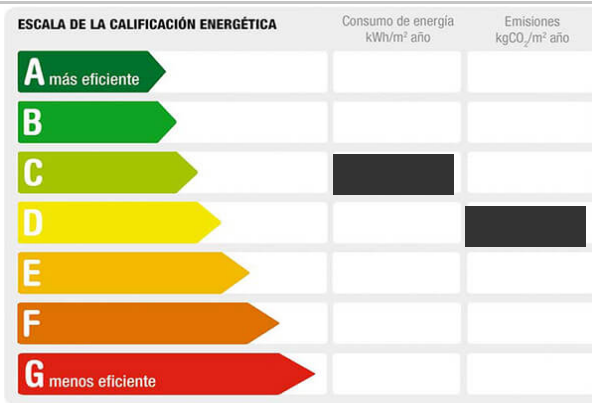 ESCALA DE LA CALIFICACIÓN ENERGÉTICA
Consumo de energía
kWh/m² año
Emisiones
kgCO₂/m² año
A más eficiente
B
C
D
E
F
G menos eficiente